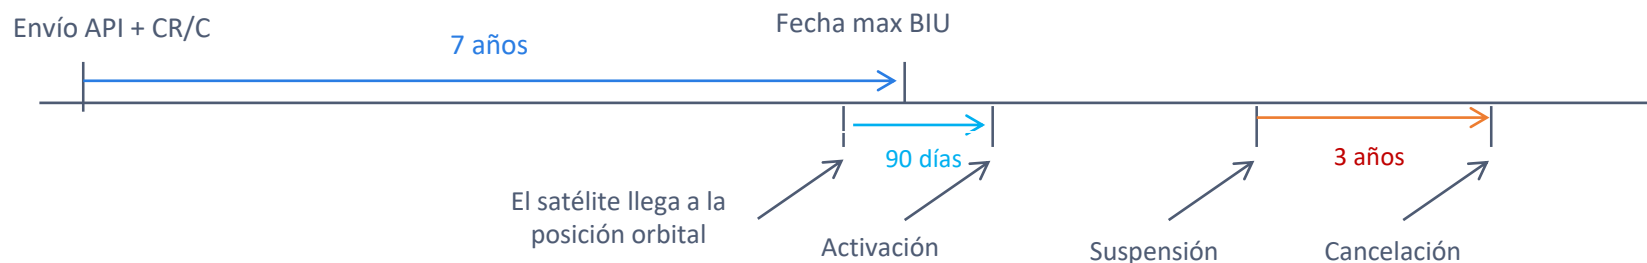 Envío API + CR/C
7 años
Fecha max BIU
90 días
3 años
El satélite llega a la
posición orbital
Activación
Suspensión
Cancelación